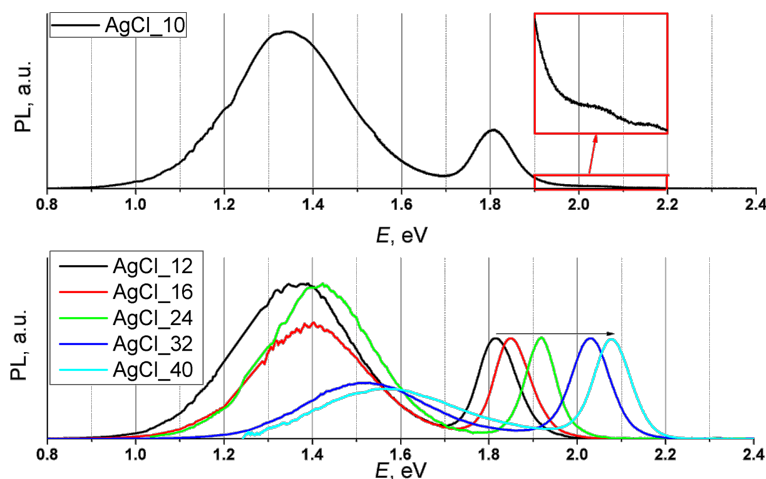 AgCl_10
PL, a.u.
0.8 1.0 1.2 1.4 1.6 1.8 2.0 2.2 2.4
E, eV
AgCl_12
AgCl_16
AgCl_24
AgCl_32
AgCl_40
PL, a.u.
0.8 1.0 1.2 1.4 1.6 1.8 2.0 2.2 2.4
E, eV